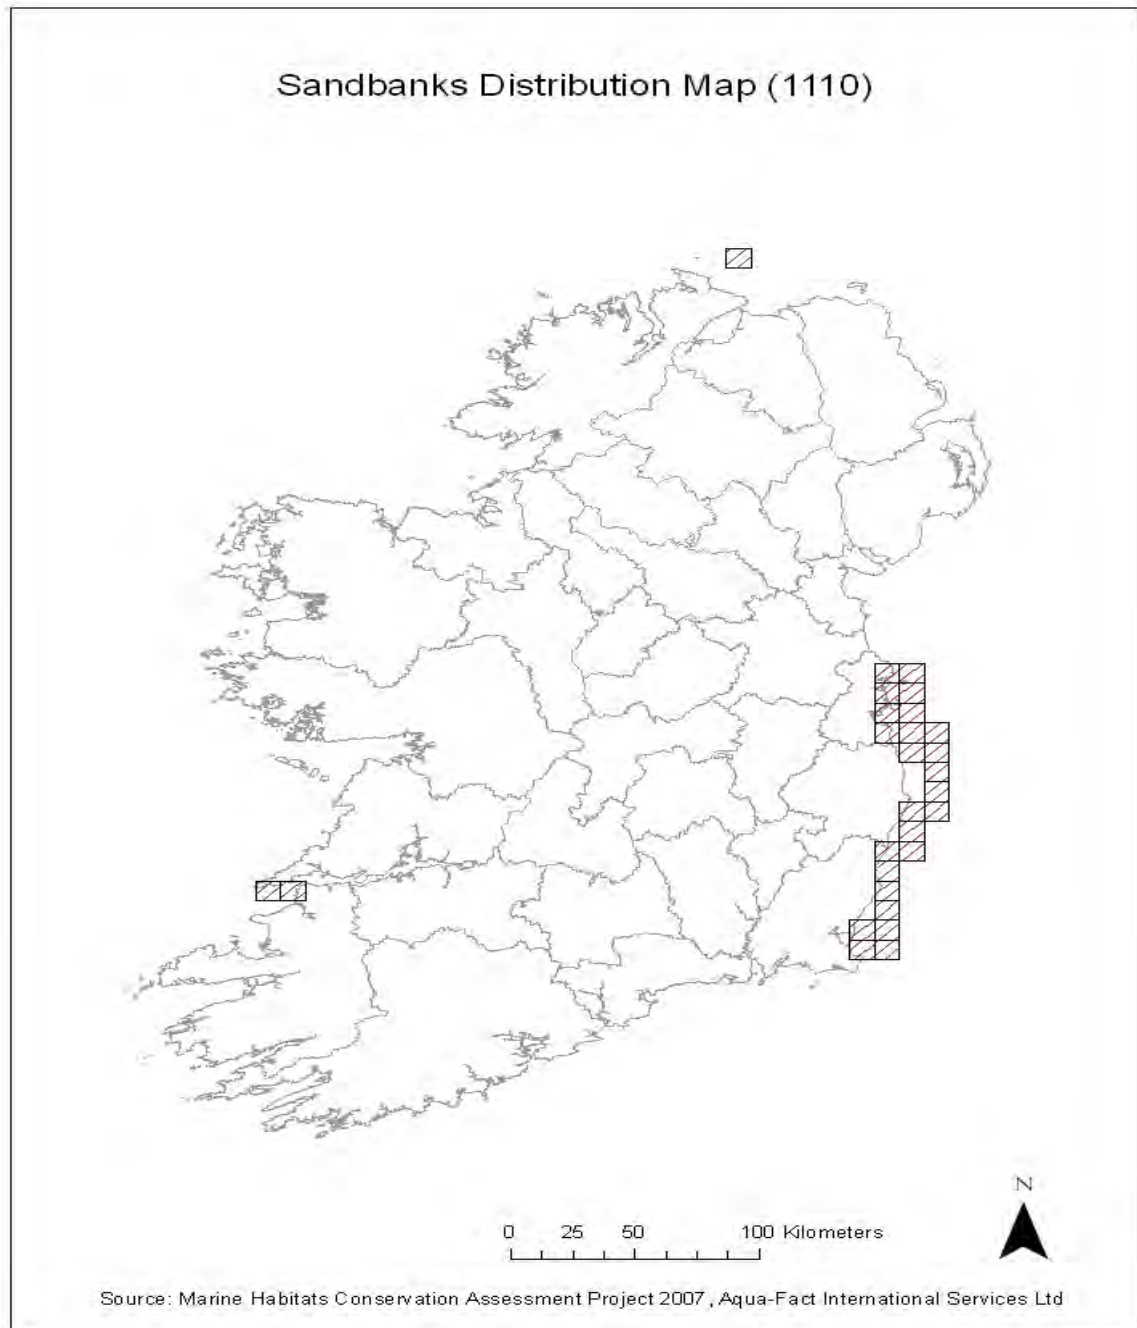 Sandbanks Distribution Map (1110)
N
0 25 50 100 Kilometers
Source: Marine Habitats Conservation Assessment Project 2007, Aqua-Fact International Services Ltd